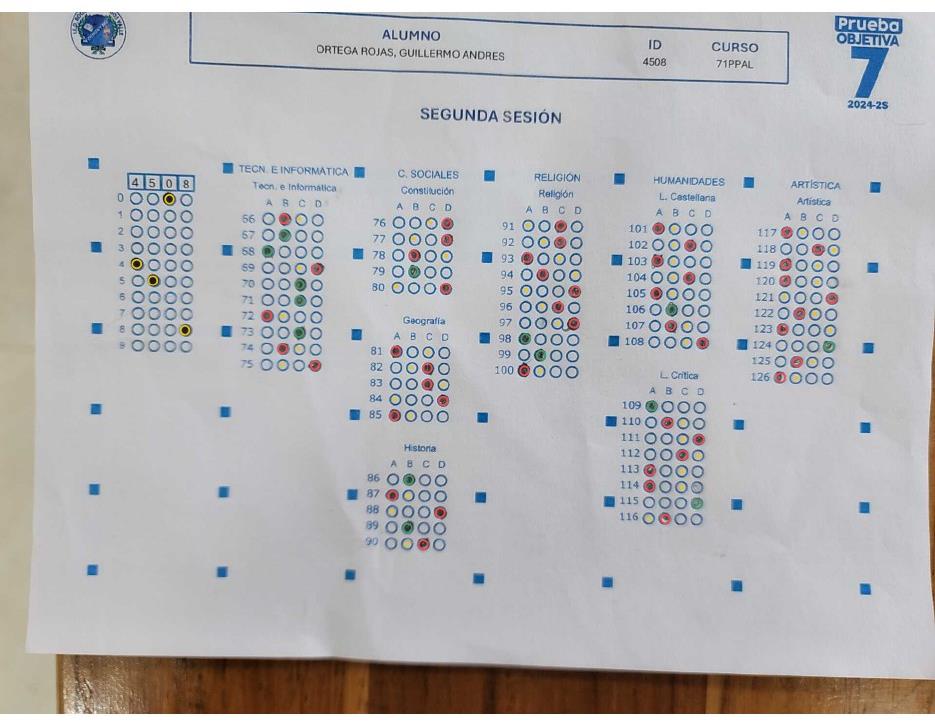 ALUMNO
ORTEGA ROJAS, GUILLERMO ANDRES
ID
4508
CURSO
71PPAL
Prueba
OBJETIVA
7
2024-2S
SEGUNDA SESIÓN
4 5 0 8
0
1
2
3
4
5
6
7
8
9
TECN. E INFORMÁTICA
Tecn. e Informática
A B C D
66
67
68
69
70
71
72
73
74
75
C. SOCIALES
Constitución
A B C D
76
77
78
79
80
Geografía
A B C D
81
82
83
84
85
Historia
A B C D
86
87
88
89
90
RELIGIÓN
Religión
A B C D
91
92
93
94
95
96
97
98
99
100
HUMANIDADES
L. Castellana
A B C D
101
102
103
104
105
106
107
108
L. Crítica
A B C D
109
110
111
112
113
114
115
116
ARTÍSTICA
Artística
A B C D
117
118
119
120
121
122
123
124
125
126